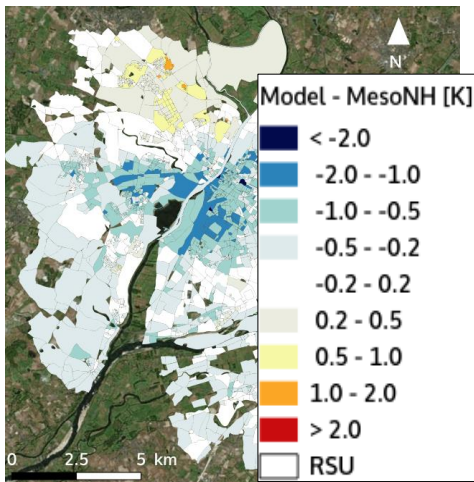 N
Model - MesoNH [K]
< -2.0
-2.0 - -1.0
-1.0 - -0.5
-0.5 - -0.2
-0.2 - 0.2
0.2 - 0.5
0.5 - 1.0
1.0 - 2.0
> 2.0
RSU
0 2.5 5 km